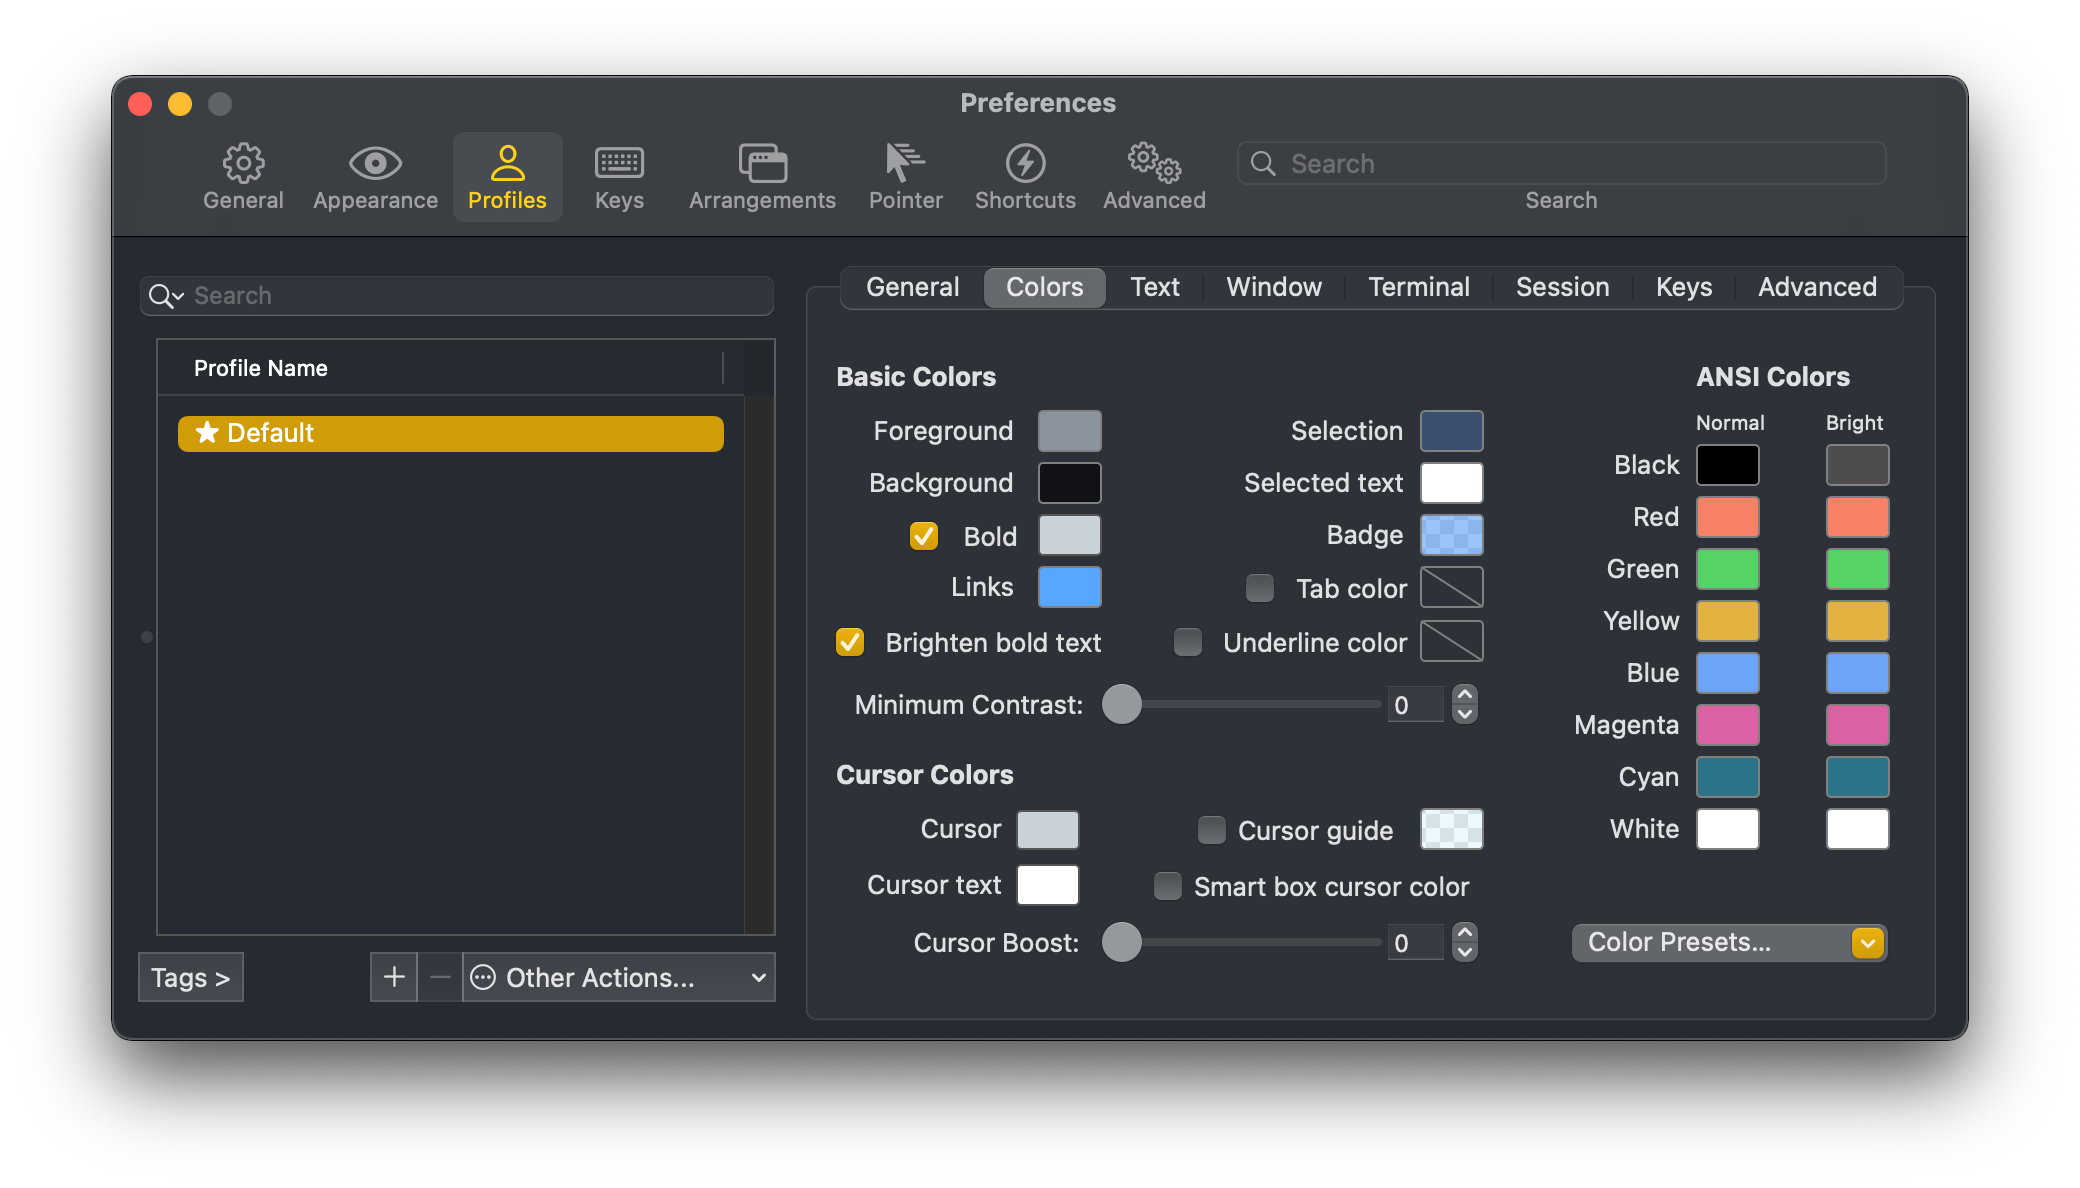 Preferences
General Appearance Profiles Keys Arrangements Pointer Shortcuts Advanced
Search
Search
Search
Profile Name
Default
Tags >
Other Actions...
General Colors Text Window Terminal Session Keys Advanced
Basic Colors
Foreground
Background
Bold
Links
Brighten bold text
Selection
Selected text
Badge
Tab color
Underline color
Minimum Contrast: 0
Cursor Colors
Cursor
Cursor text
Cursor guide
Smart box cursor color
Cursor Boost: 0
ANSI Colors
Normal Bright
Black
Red
Green
Yellow
Blue
Magenta
Cyan
White
Color Presets...